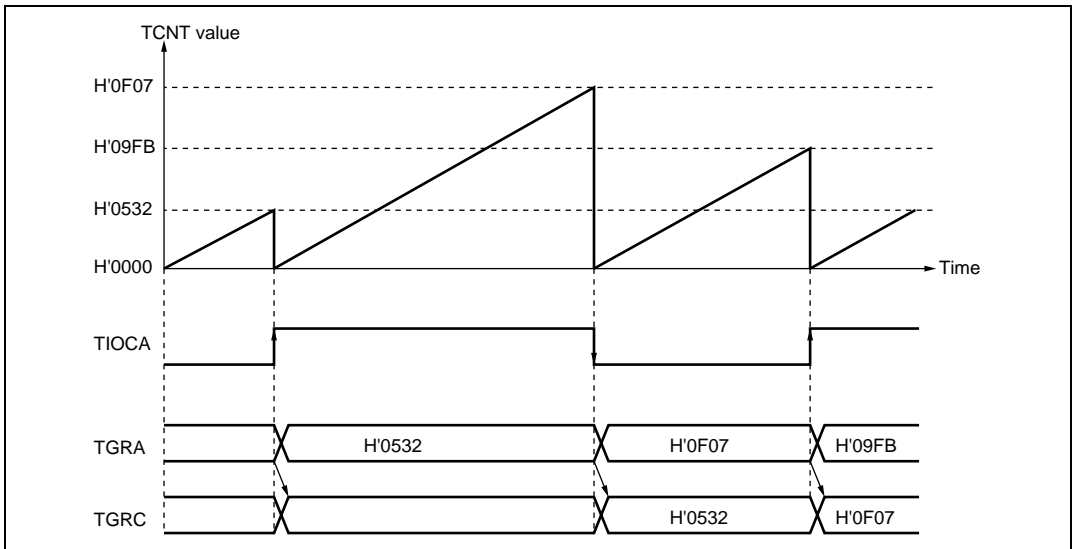 TCNT value
H'0F07
H'09FB
H'0532
H'0000
Time
TIOCA
TGRA
H'0532
H'0F07
H'09FB
TGRC
H'0532
H'0F07